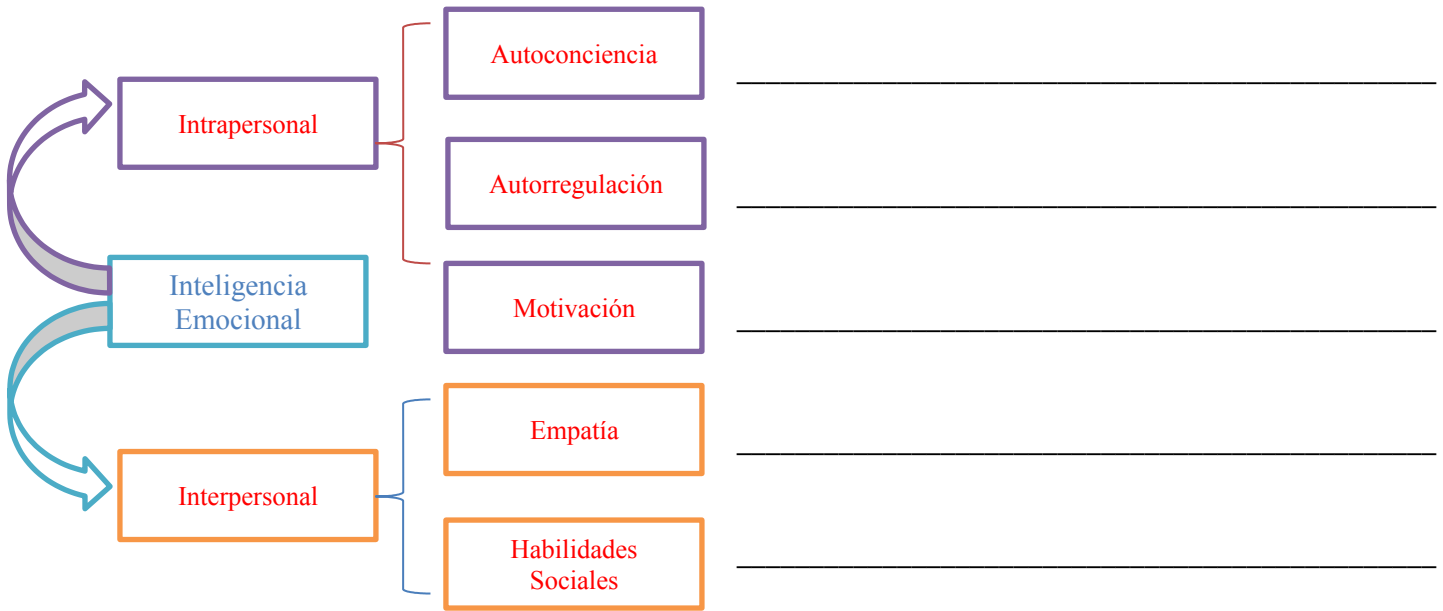 Autoconciencia
Intrapersonal
Autorregulación
Inteligencia
Emocional
Motivación
Empatía
Interpersonal
Habilidades
Sociales